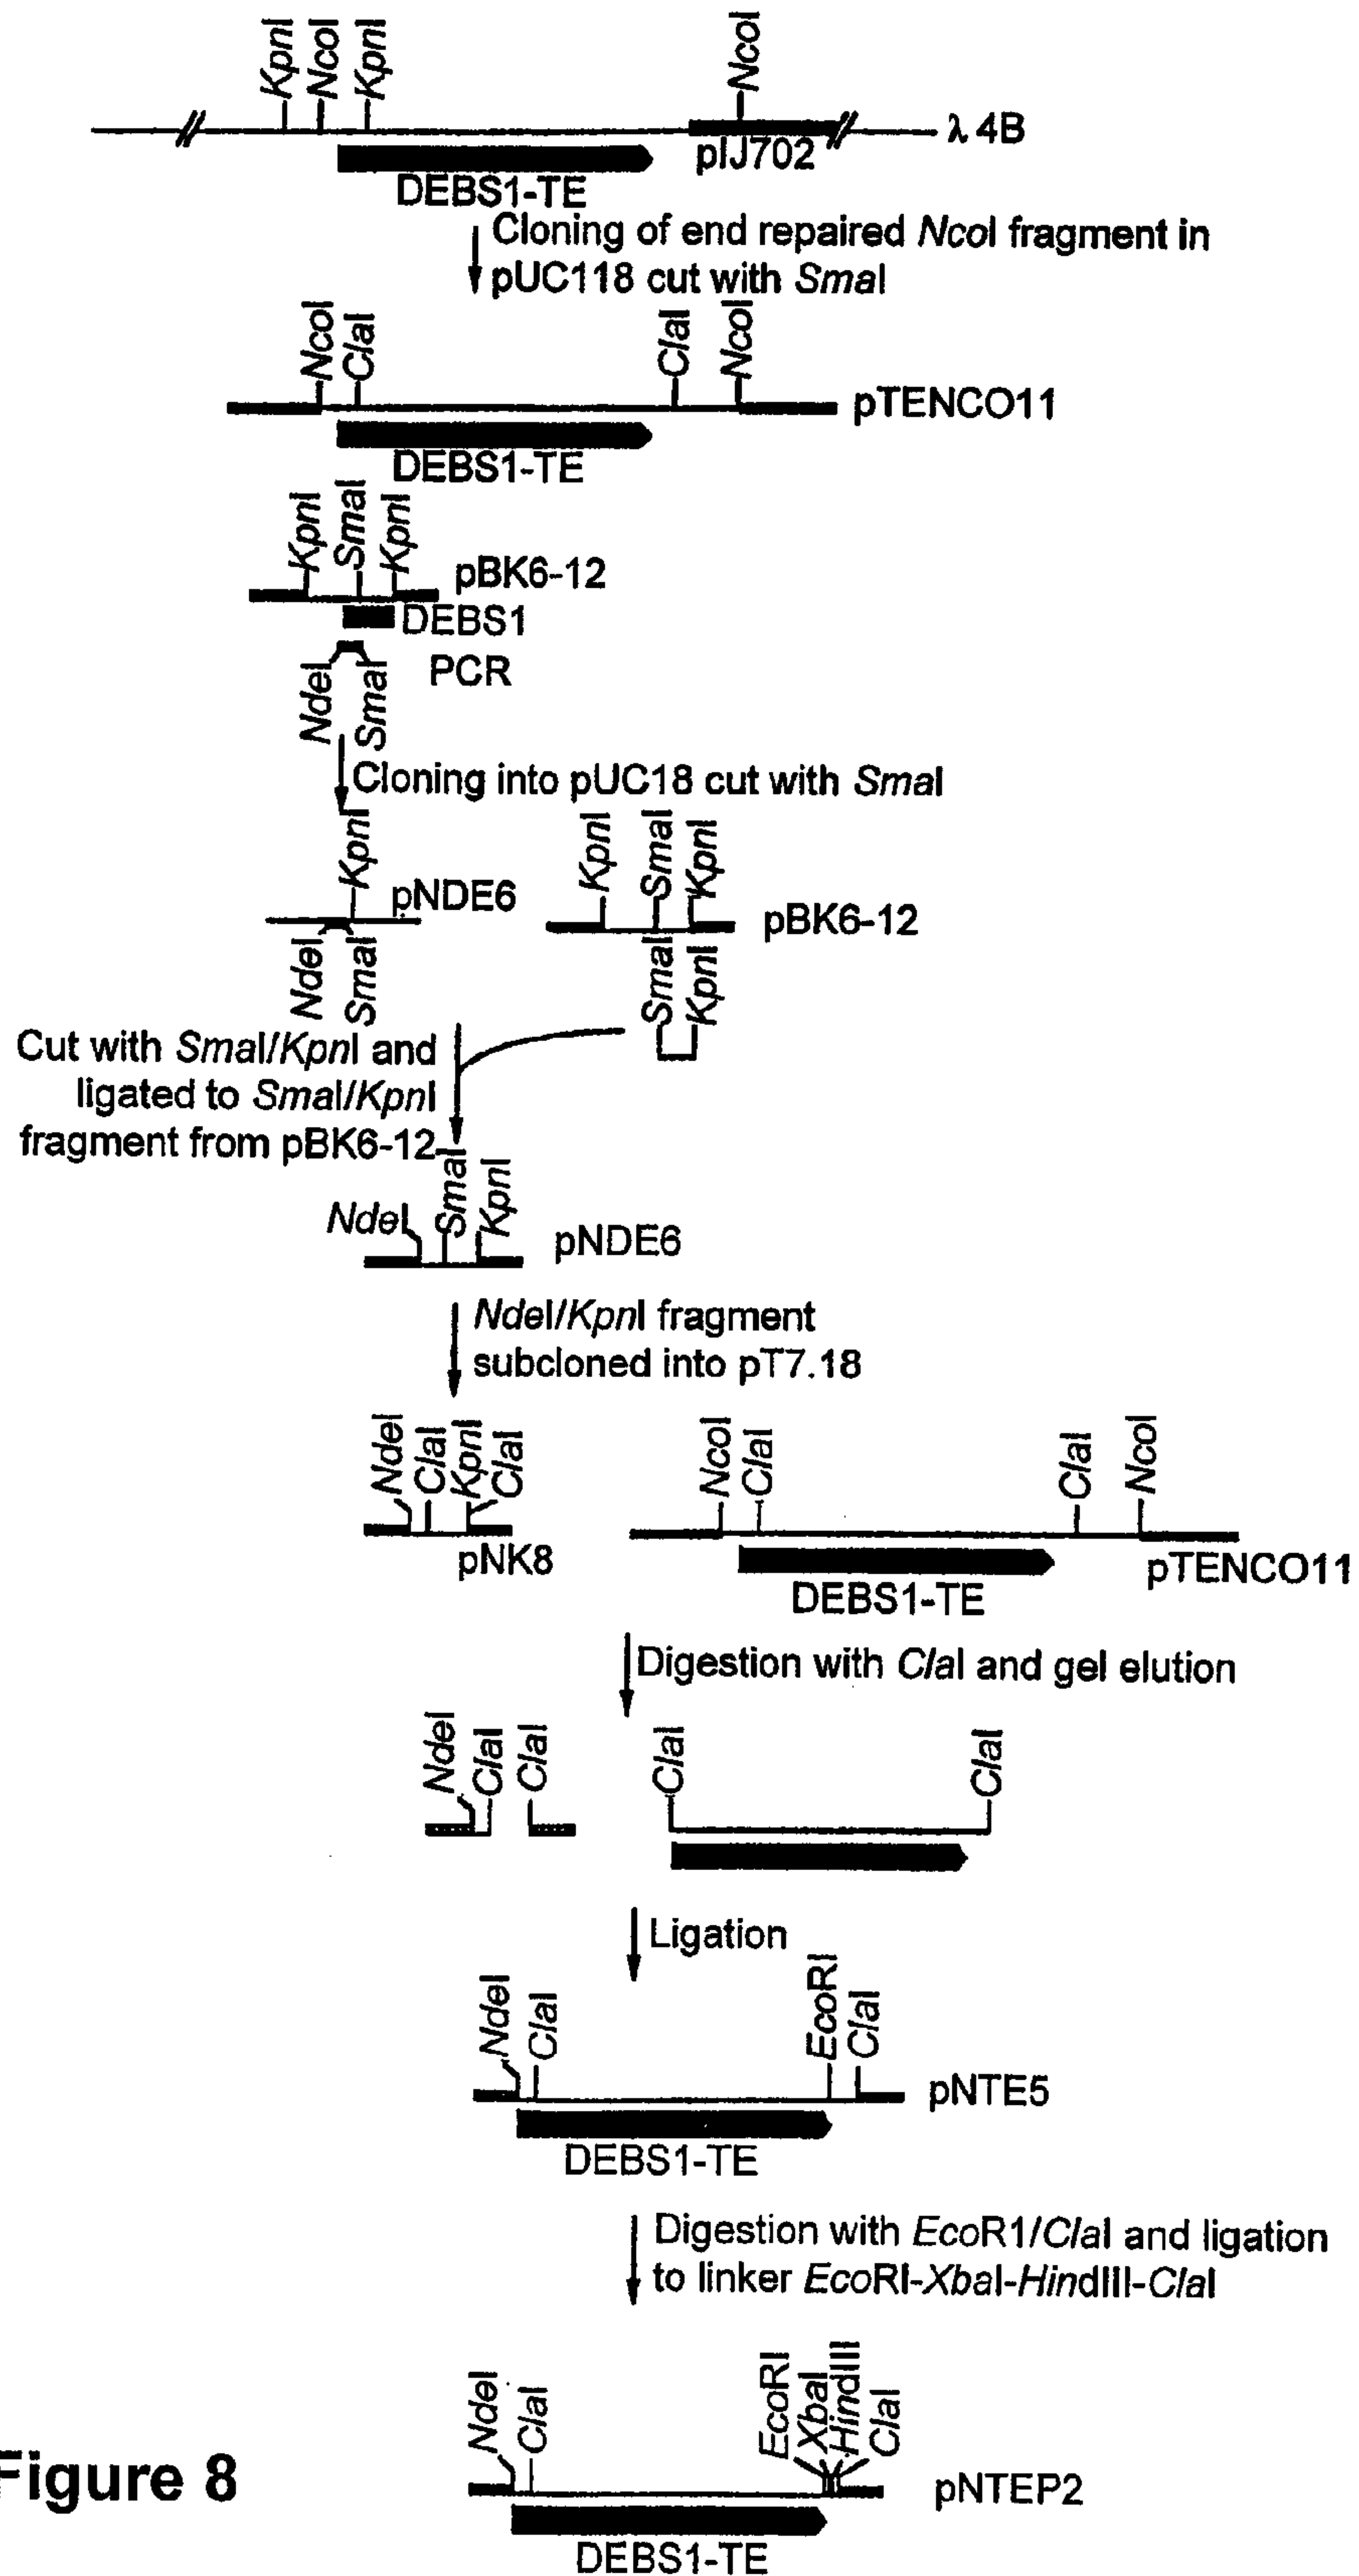 KpnI NcoI KpnI NcoI
λ 4B
pIJ702
DEBS1-TE
Cloning of end repaired NcoI fragment in
pUC118 cut with SmaI
NcoI ClaI ClaI NcoI
pTENCO11
DEBS1-TE
KpnI SmaI KpnI
pBK6-12
DEBS1
PCR
NdeI SmaI
Cloning into pUC18 cut with SmaI
KpnI KpnI SmaI KpnI
pNDE6 pBK6-12
NdeI SmaI SmaI KpnI
Cut with SmaI/KpnI and
ligated to SmaI/KpnI
fragment from pBK6-12
NdeI SmaI KpnI
pNDE6
NdeI/KpnI fragment
subcloned into pT7.18
NdeI ClaI KpnI ClaI NcoI ClaI ClaI NcoI
pNK8 pTENCO11
DEBS1-TE
Digestion with ClaI and gel elution
NdeI ClaI ClaI ClaI ClaI
Ligation
NdeI ClaI EcoRI ClaI
pNTE5
DEBS1-TE
Digestion with EcoR1/ClaI and ligation
to linker EcoRI-XbaI-HindIII-ClaI
NdeI ClaI EcoRI XbaI HindIII ClaI
Figure 8
pNTEP2
DEBS1-TE